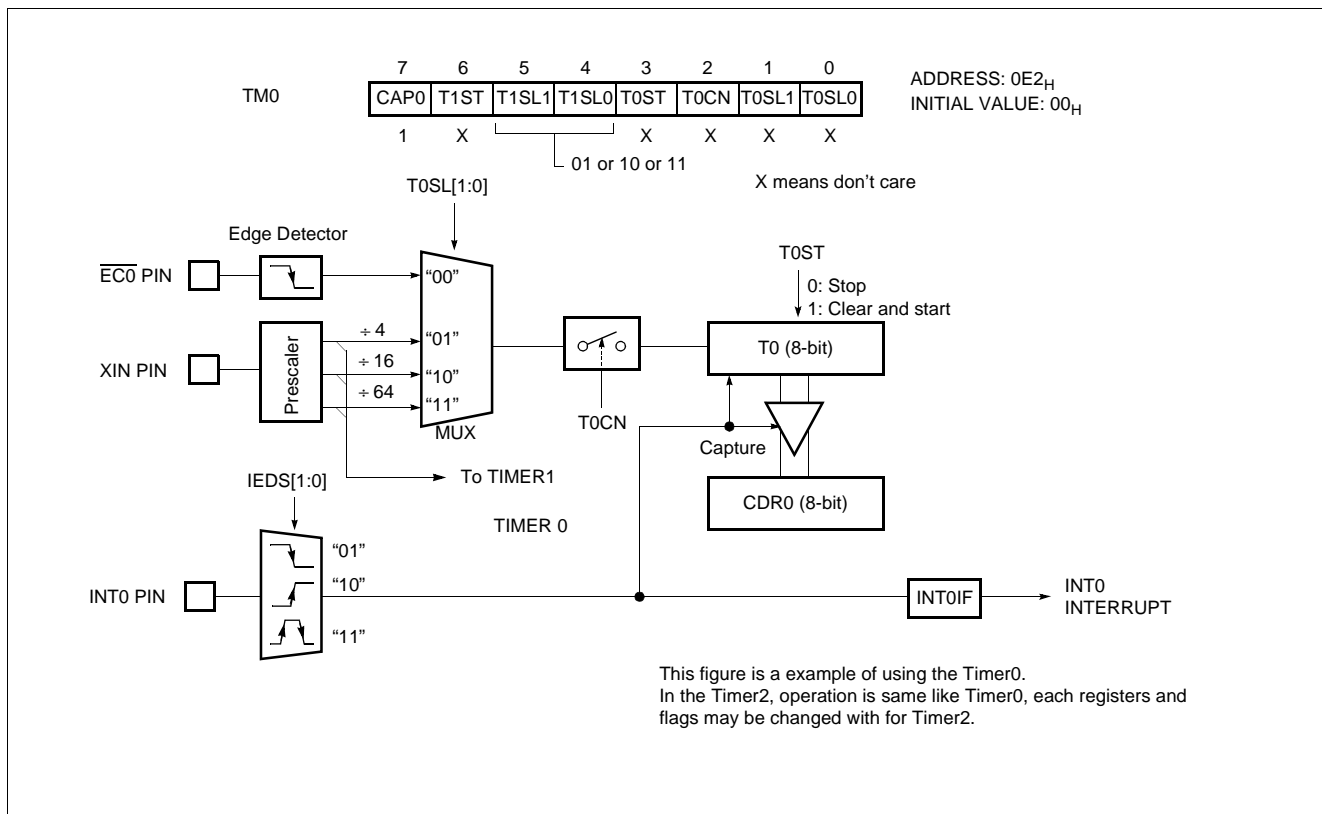 7 6 5 4 3 2 1 0
TM0 CAP0 T1ST T1SL1 T1SL0 T0ST T0CN T0SL1 T0SL0
ADDRESS: 0E2H
INITIAL VALUE: 00H
1 X X X X X
01 or 10 or 11
X means don't care
T0SL[1:0]
Edge Detector
EC0 PIN
“00”
T0ST
0: Stop
1: Clear and start
XIN PIN
Prescaler
÷ 4
“01”
÷ 16
“10”
÷ 64
“11”
MUX
T0CN
T0 (8-bit)
Capture
CDR0 (8-bit)
To TIMER1
IEDS[1:0]
TIMER 0
INT0 PIN
“01”
“10”
“11”
INT0IF
INT0
INTERRUPT
This figure is a example of using the Timer0.
In the Timer2, operation is same like Timer0, each registers and
flags may be changed with for Timer2.